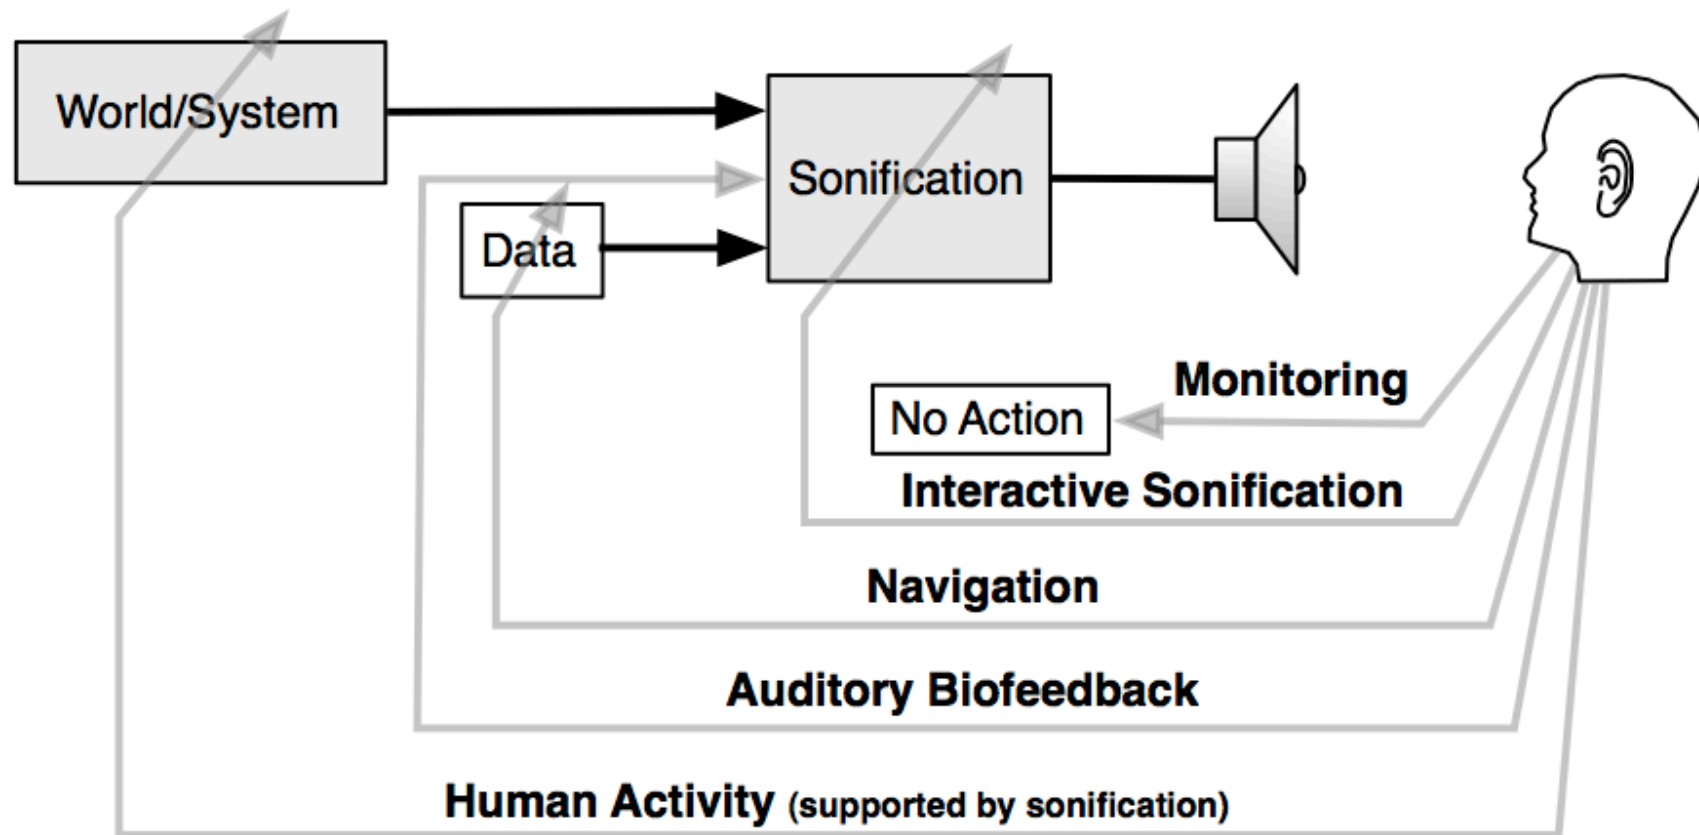 World/System
Sonification
Data
Monitoring
No Action
Interactive Sonification
Navigation
Auditory Biofeedback
Human Activity (supported by sonification)